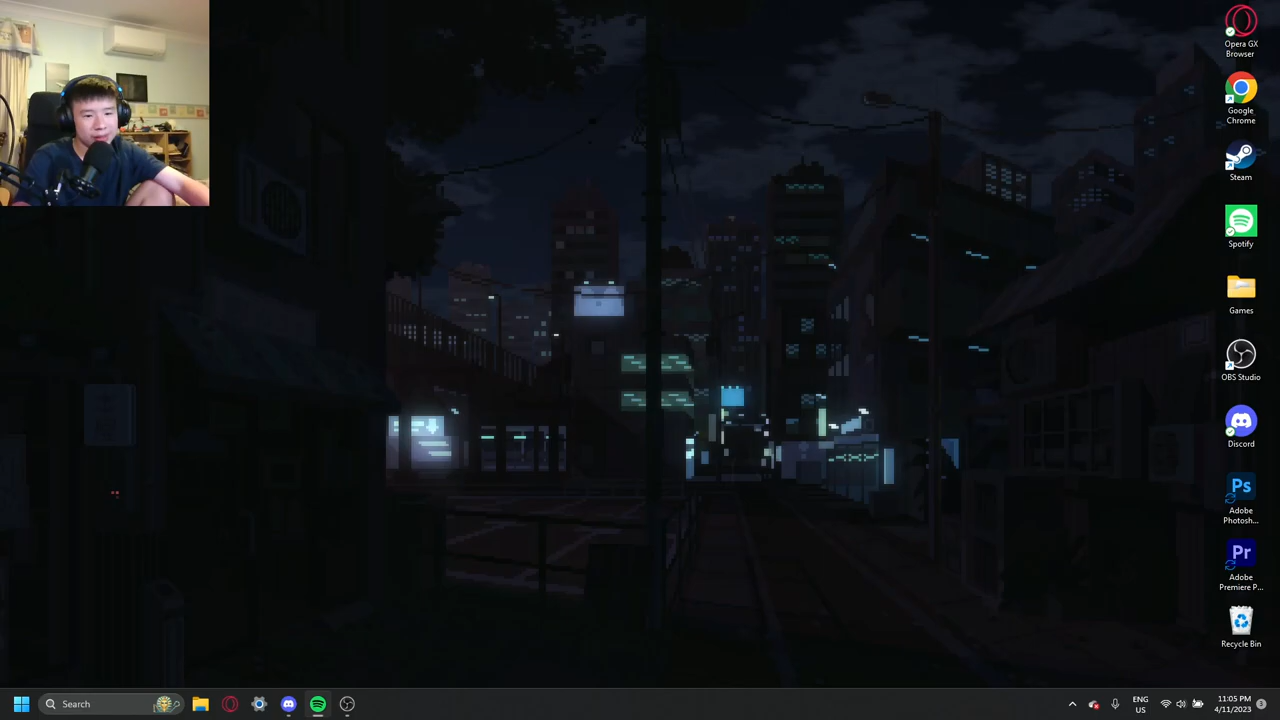 Opera GX
Browser
Google
Chrome
Steam
Spotify
Games
OBS Studio
Discord
Ps
Adobe
Photosh...
Pr
Adobe
Premiere P...
Recycle Bin
Search
ENG
US
11:05 PM
4/11/2023
3